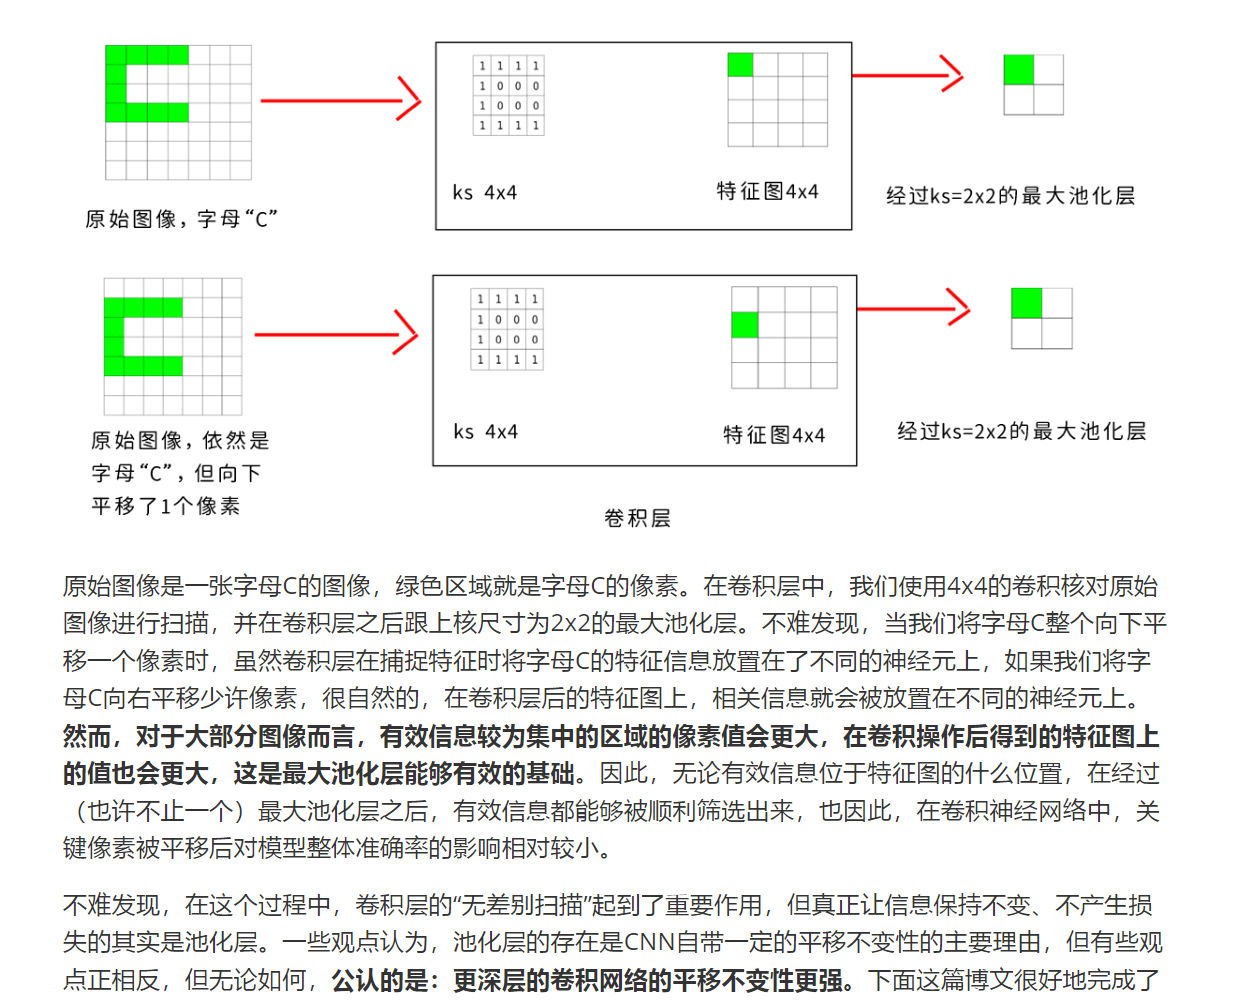 1 1 1 1
1 0 0 0
1 0 0 0
1 1 1 1
ks 4x4
特征图4x4
经过ks=2x2的最大池化层
原始图像，字母“C”
1 1 1 1
1 0 0 0
1 0 0 0
1 1 1 1
ks 4x4
特征图4x4
经过ks=2x2的最大池化层
原始图像，依然是
字母“C”，但向下
平移了1个像素
卷积层
原始图像是一张字母C的图像，绿色区域就是字母C的像素。在卷积层中，我们使用4x4的卷积核对原始
图像进行扫描，并在卷积层之后跟上核尺寸为2x2的最大池化层。不难发现，当我们将字母C整个向下平
移一个像素时，虽然卷积层在捕捉特征时将字母C的特征信息放置在了不同的神经元上，如果我们将字
母C向右平移少许像素，很自然的，在卷积层后的特征图上，相关信息就会被放置在不同的神经元上。
然而，对于大部分图像而言，有效信息较为集中的区域的像素值会更大，在卷积操作后得到的特征图上
的值也会更大，这是最大池化层能够有效的基础。因此，无论有效信息位于特征图的什么位置，在经过
（也许不止一个）最大池化层之后，有效信息都能够被顺利筛选出来，也因此，在卷积神经网络中，关
键像素被平移后对模型整体准确率的影响相对较小。
不难发现，在这个过程中，卷积层的“无差别扫描”起到了重要作用，但真正让信息保持不变、不产生损
失的其实是池化层。一些观点认为，池化层的存在是CNN自带一定的平移不变性的主要理由，但有些观
点正相反，但无论如何，公认的是：更深层的卷积网络的平移不变性更强。下面这篇博文很好地完成了